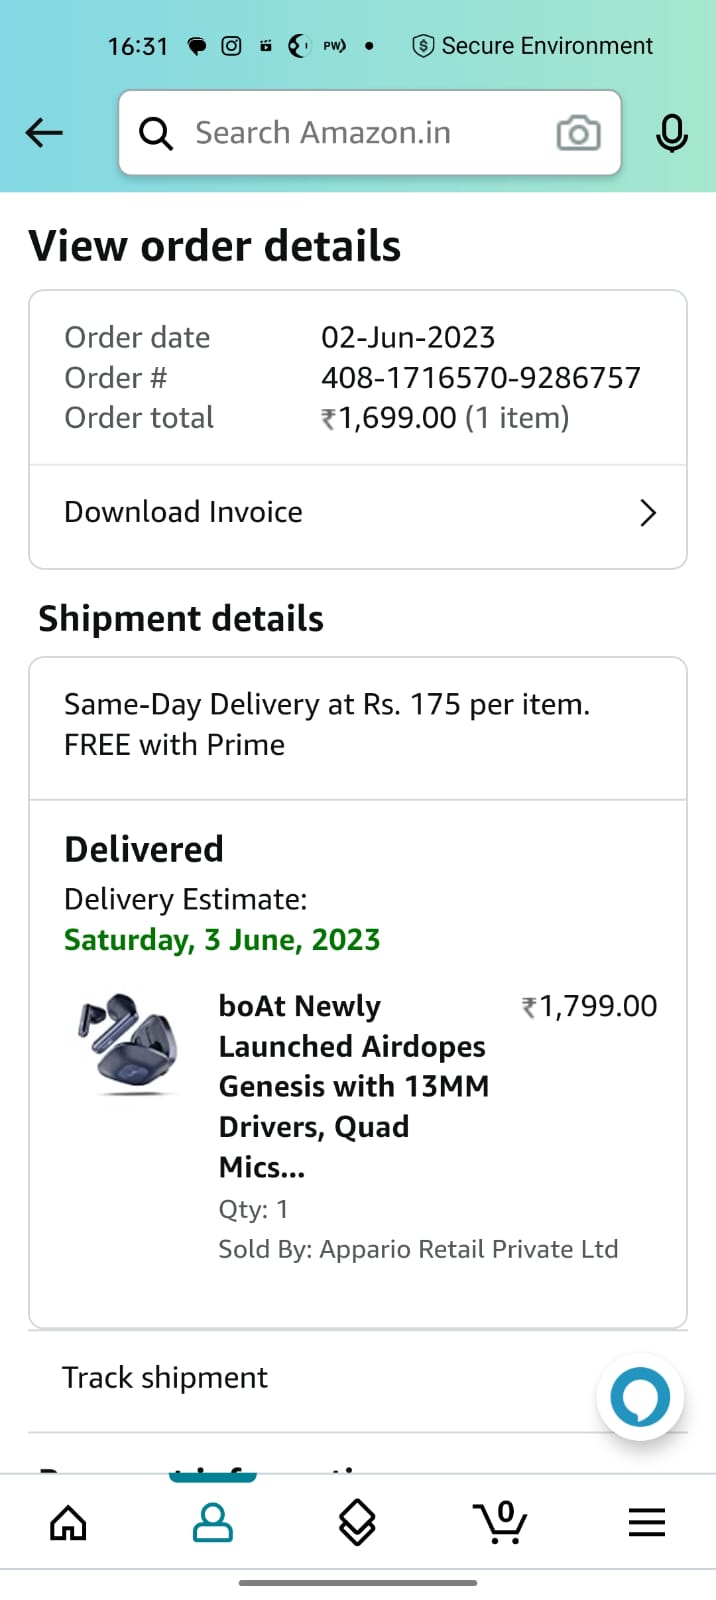 16:31 PW) Secure Environment
Search Amazon.in
View order details
Order date 02-Jun-2023
Order # 408-1716570-9286757
Order total ₹1,699.00 (1 item)
Download Invoice
Shipment details
Same-Day Delivery at Rs. 175 per item.
FREE with Prime
Delivered
Delivery Estimate:
Saturday, 3 June, 2023
boAt Newly ₹1,799.00
Launched Airdopes
Genesis with 13MM
Drivers, Quad
Mics...
Qty: 1
Sold By: Appario Retail Private Ltd
Track shipment
0